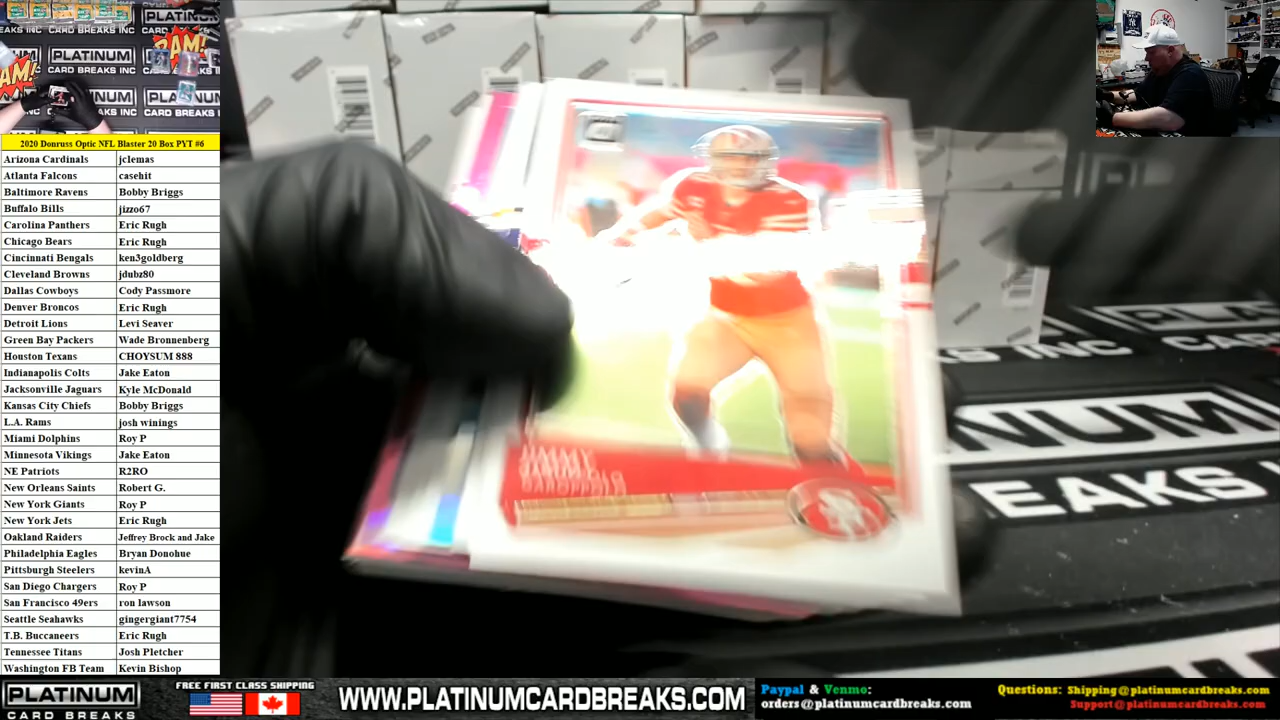 PLATINUM
CARD BREAKS INC
2020 Donruss Optic NFL Blaster 20 Box PYT #6
Arizona Cardinals jclemas
Atlanta Falcons casehit
Baltimore Ravens Bobby Briggs
Buffalo Bills jizzo67
Carolina Panthers Eric Rugh
Chicago Bears Eric Rugh
Cincinnati Bengals ken3goldberg
Cleveland Browns jdubz80
Dallas Cowboys Cody Passmore
Denver Broncos Eric Rugh
Detroit Lions Levi Seaver
Green Bay Packers Wade Bronnenberg
Houston Texans CHOYSUM 888
Indianapolis Colts Jake Eaton
Jacksonville Jaguars Kyle McDonald
Kansas City Chiefs Bobby Briggs
L.A. Rams josh winings
Miami Dolphins Roy P
Minnesota Vikings Jake Eaton
NE Patriots R2RO
New Orleans Saints Robert G.
New York Giants Roy P
New York Jets Eric Rugh
Oakland Raiders Jeffrey Brock and Jake
Philadelphia Eagles Bryan Donohue
Pittsburgh Steelers kevinA
San Diego Chargers Roy P
San Francisco 49ers ron lawson
Seattle Seahawks gingergiant7754
T.B. Buccaneers Eric Rugh
Tennessee Titans Josh Pletcher
Washington FB Team Kevin Bishop
JIMMY
GAROPPOLO
NUM
EAKS
PLATINUM
CARD BREAKS
FREE FIRST CLASS SHIPPING
WWW.PLATINUMCARDBREAKS.COM
Paypal & Venmo:
orders@platinumcardbreaks.com
Questions: Shipping@platinumcardbreaks.com
Support@platinumcardbreaks.com